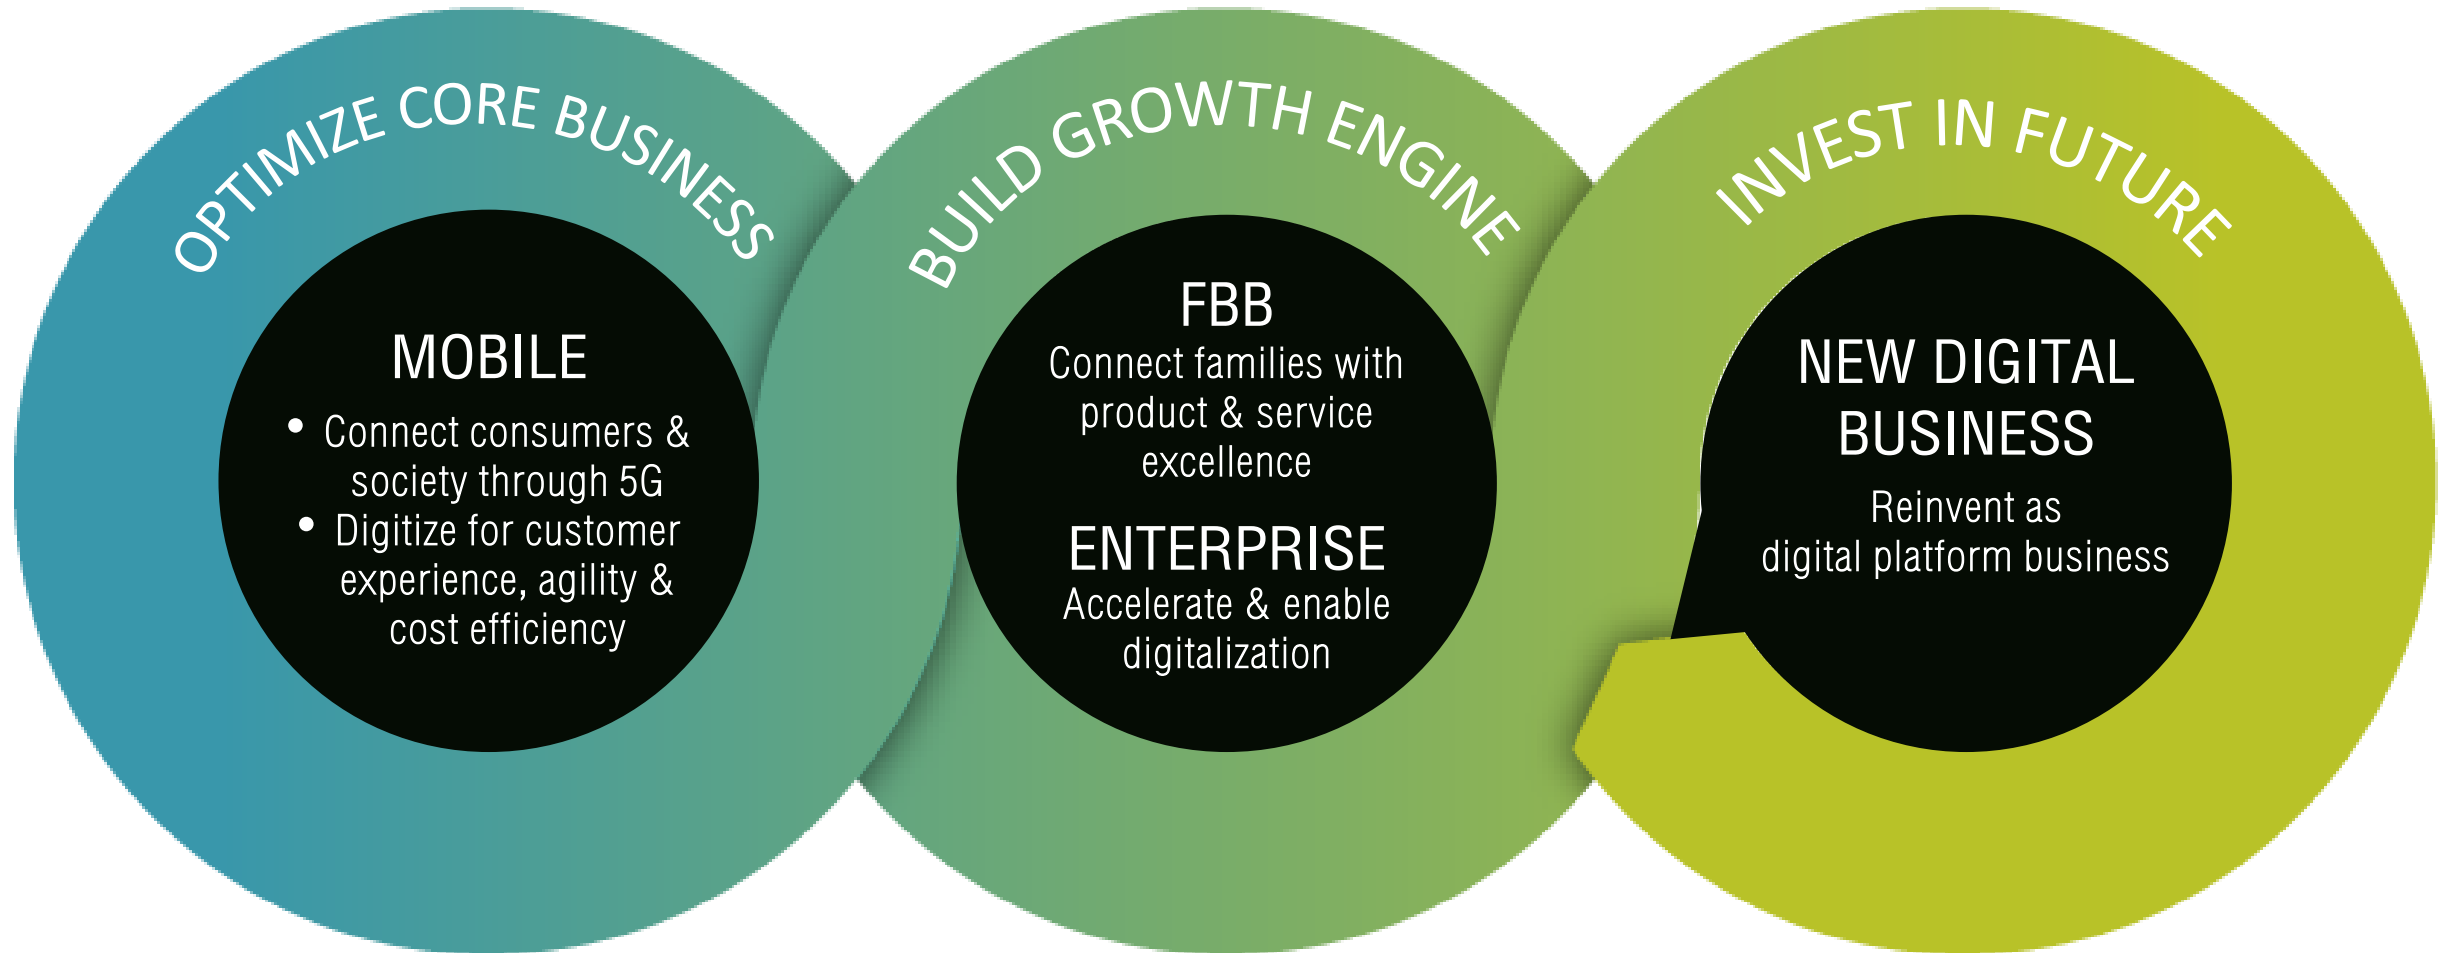 OPTIMIZE CORE BUSINESS
MOBILE
• Connect consumers &
society through 5G
• Digitize for customer
experience, agility &
cost efficiency
BUILD GROWTH ENGINE
FBB
Connect families with
product & service
excellence
ENTERPRISE
Accelerate & enable
digitalization
INVEST IN FUTURE
NEW DIGITAL
BUSINESS
Reinvent as
digital platform business